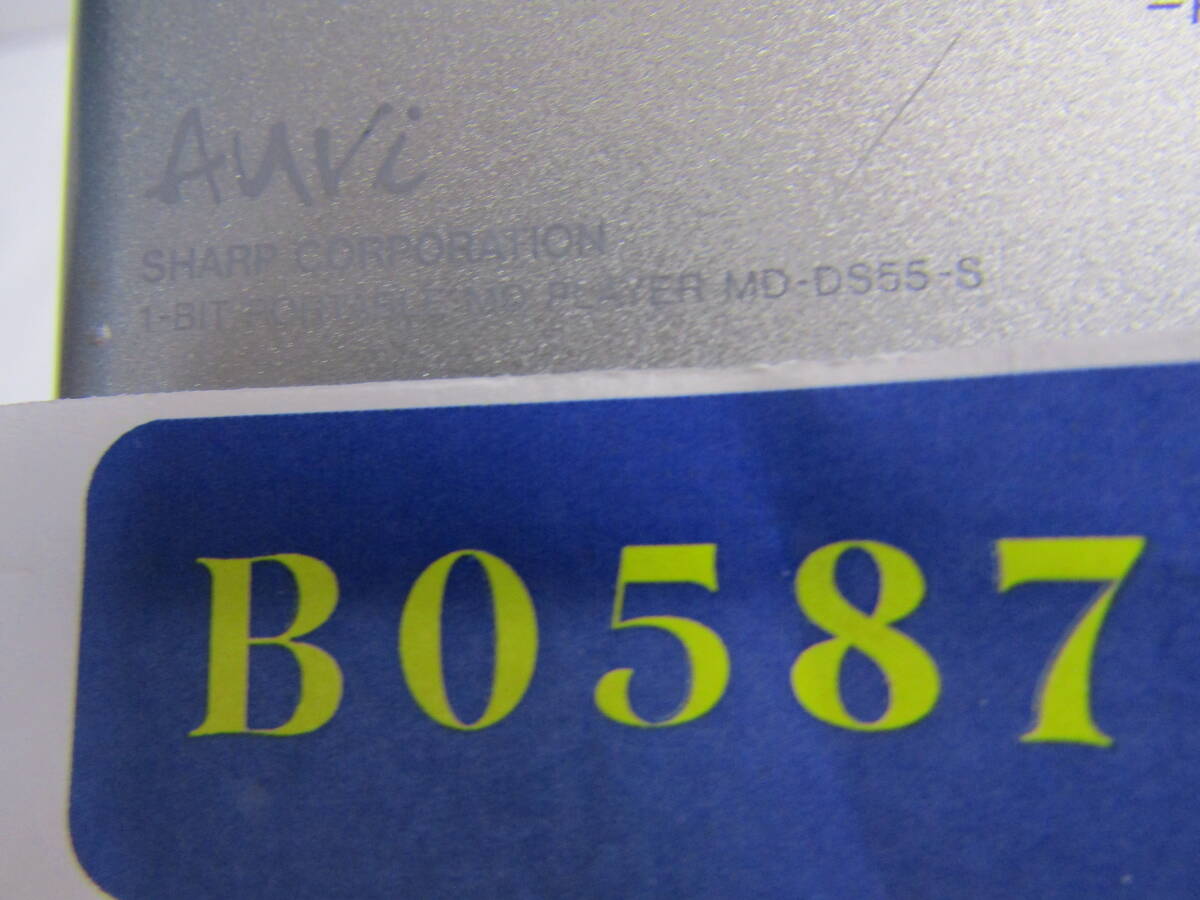 Auvi
SHARP CORPORATION
1-BIT PORTABLE MD PLAYER MD-DS55-S
B0587